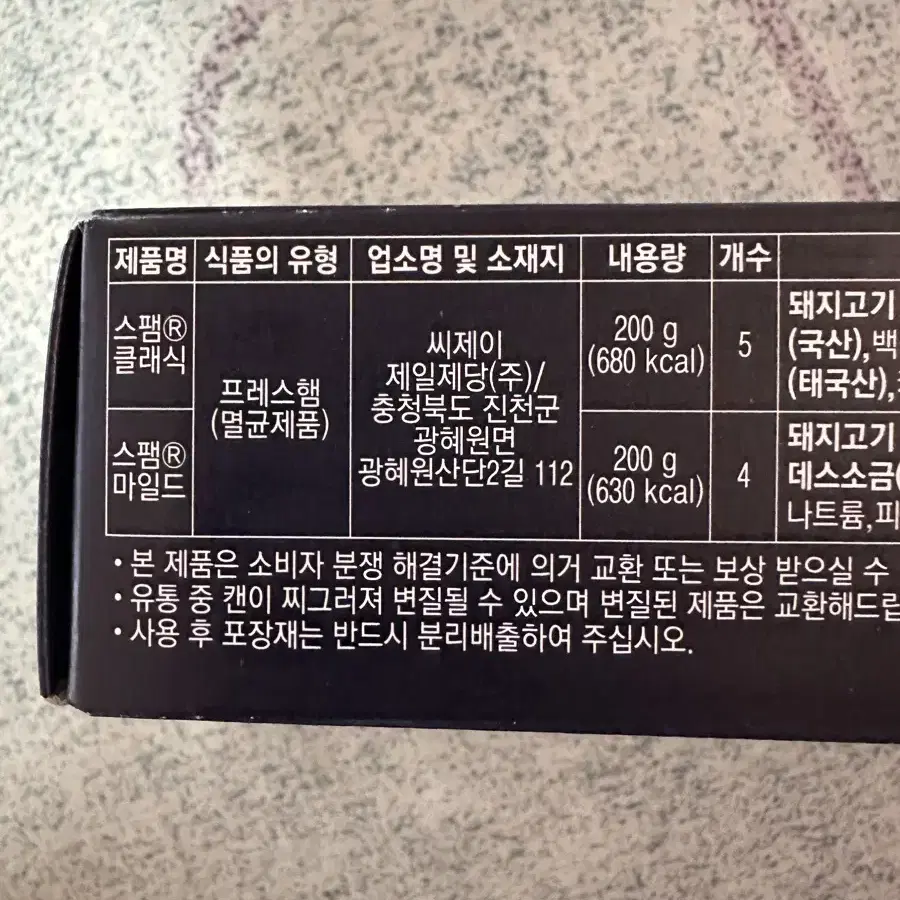 제품명 식품의 유형 업소명 및 소재지 내용량 개수
스팸®
클래식
프레스햄
(멸균제품)
씨제이
제일제당(주)/
충청북도 진천군
광혜원면
광혜원산단2길 112
200 g
(680 kcal)
5
돼지고기
(국산),백
(태국산),
스팸®
마일드
200 g
(630 kcal)
4
돼지고기
데스소금(
나트륨,피
• 본 제품은 소비자 분쟁 해결기준에 의거 교환 또는 보상 받으실 수
• 유통 중 캔이 찌그러져 변질될 수 있으며 변질된 제품은 교환해드립
• 사용 후 포장재는 반드시 분리배출하여 주십시오.